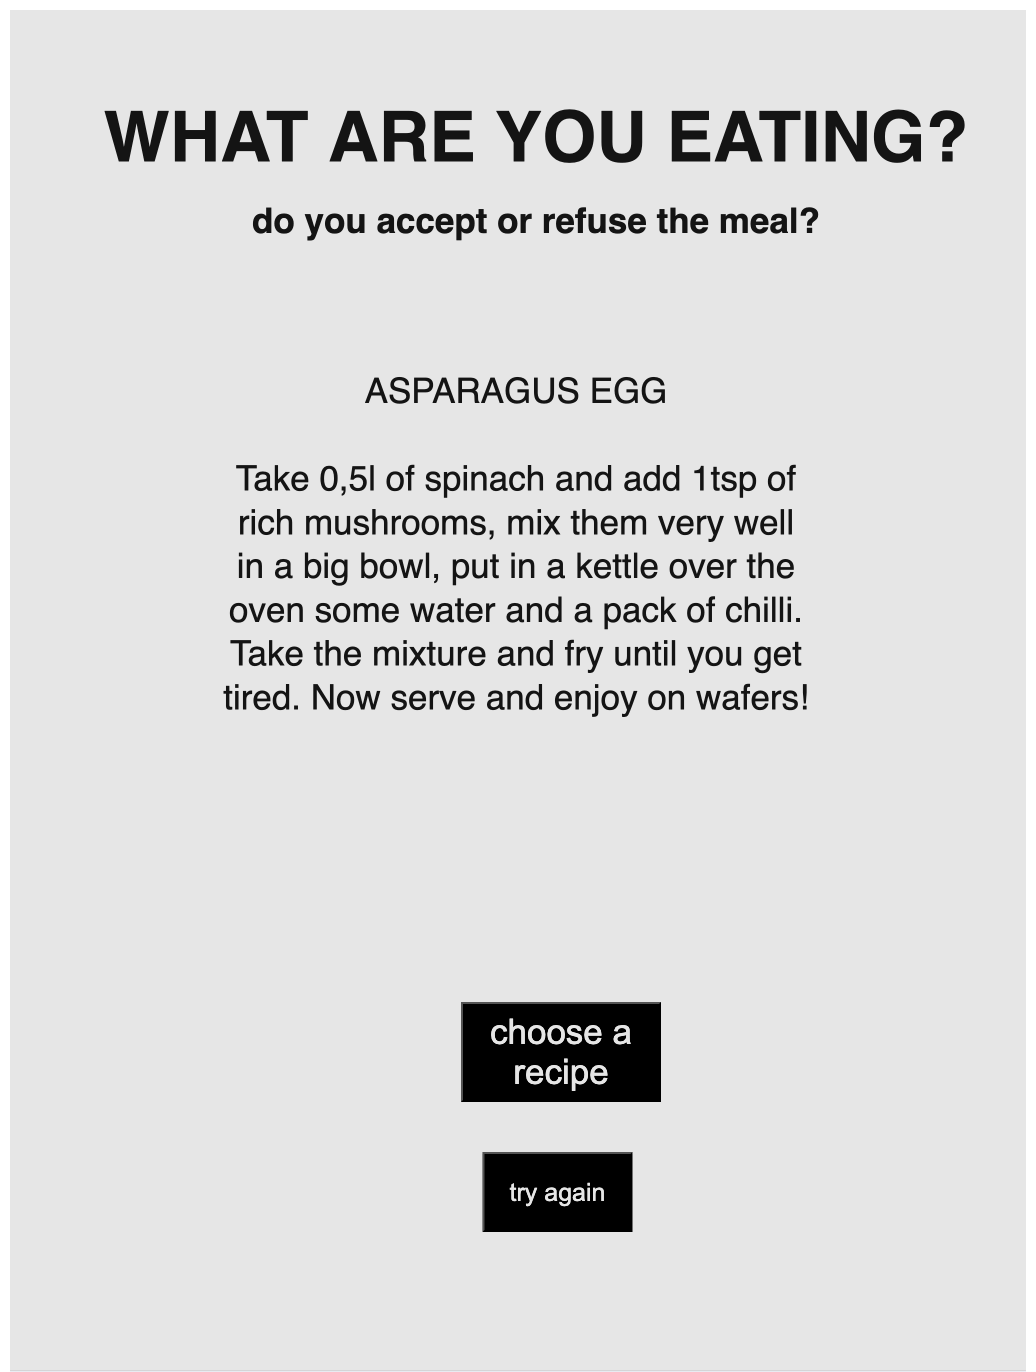 WHAT ARE YOU EATING?
do you accept or refuse the meal?
ASPARAGUS EGG
Take 0,5l of spinach and add 1tsp of
rich mushrooms, mix them very well
in a big bowl, put in a kettle over the
oven some water and a pack of chilli.
Take the mixture and fry until you get
tired. Now serve and enjoy on wafers!
choose a
recipe
try again